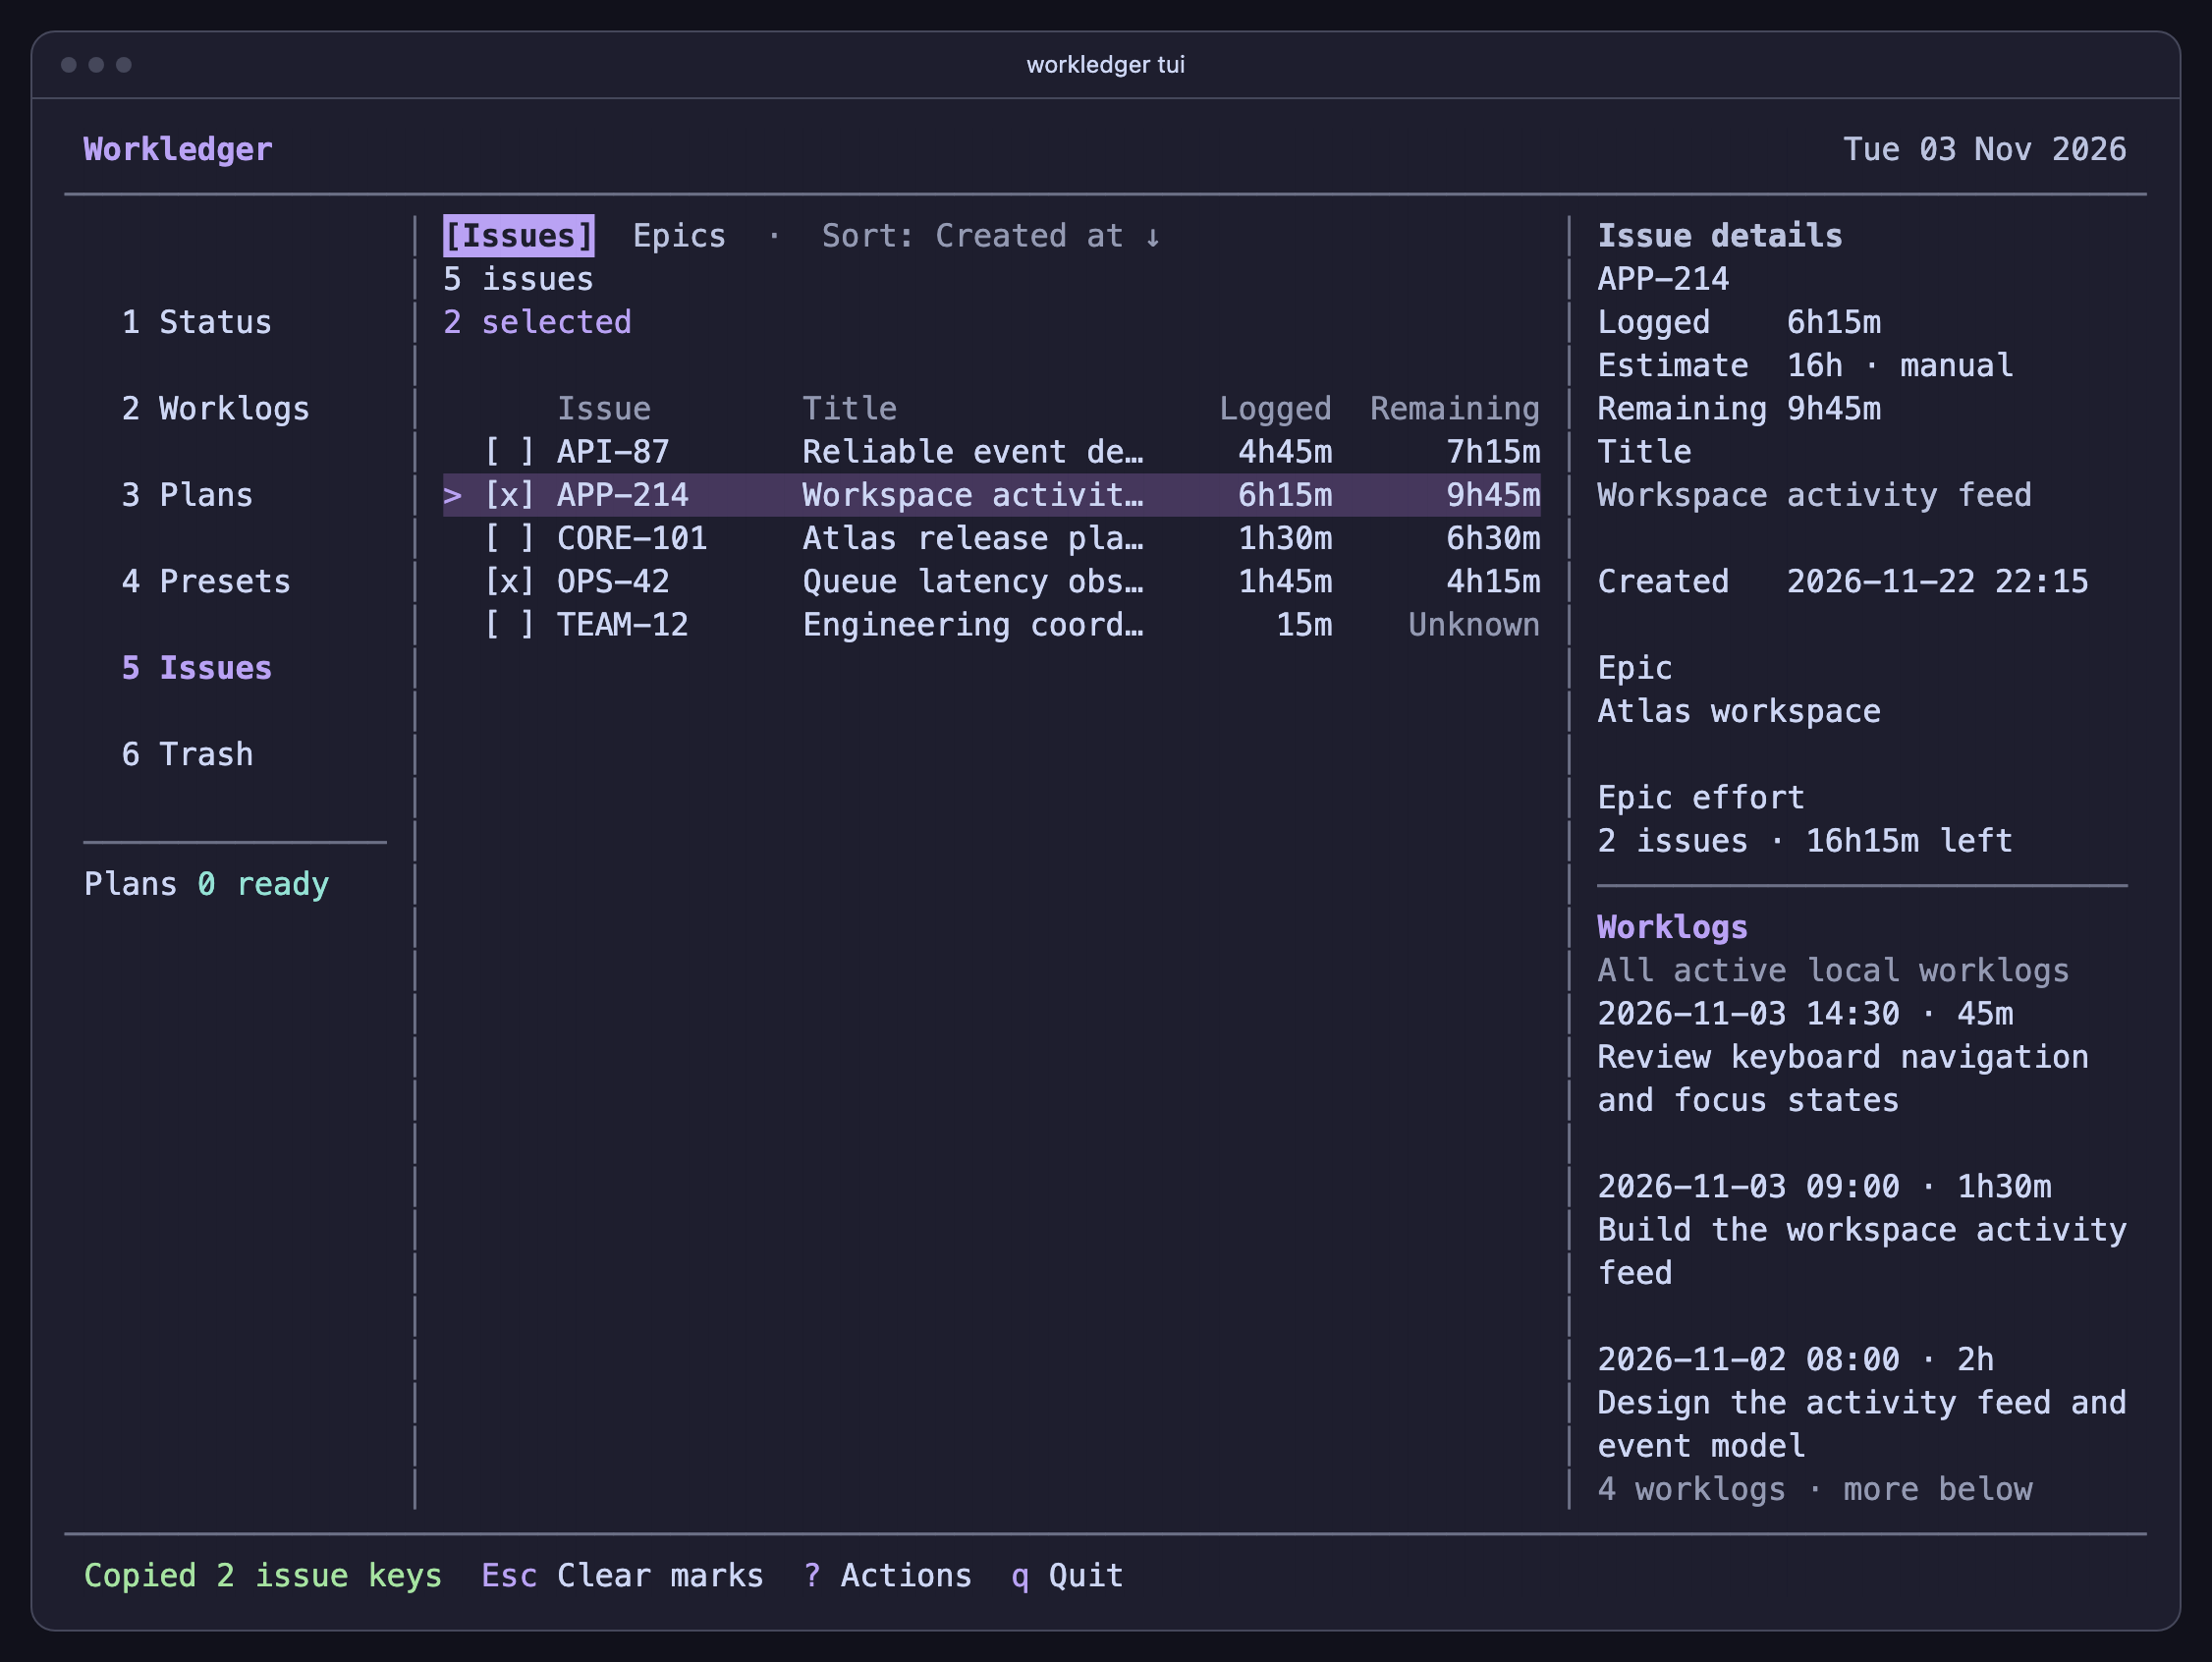 workledger tui
Workledger
Tue 03 Nov 2026
1 Status
2 Worklogs
3 Plans
4 Presets
5 Issues
6 Trash
Plans 0 ready
[Issues] Epics · Sort: Created at ↓
5 issues
2 selected
Issue Title Logged Remaining
[ ] API-87 Reliable event de… 4h45m 7h15m
> [x] APP-214 Workspace activit… 6h15m 9h45m
[ ] CORE-101 Atlas release pla… 1h30m 6h30m
[x] OPS-42 Queue latency obs… 1h45m 4h15m
[ ] TEAM-12 Engineering coord… 15m Unknown
Issue details
APP-214
Logged 6h15m
Estimate 16h · manual
Remaining 9h45m
Title
Workspace activity feed
Created 2026-11-22 22:15
Epic
Atlas workspace
Epic effort
2 issues · 16h15m left
Worklogs
All active local worklogs
2026-11-03 14:30 · 45m
Review keyboard navigation
and focus states
2026-11-03 09:00 · 1h30m
Build the workspace activity
feed
2026-11-02 08:00 · 2h
Design the activity feed and
event model
4 worklogs · more below
Copied 2 issue keys Esc Clear marks ? Actions q Quit